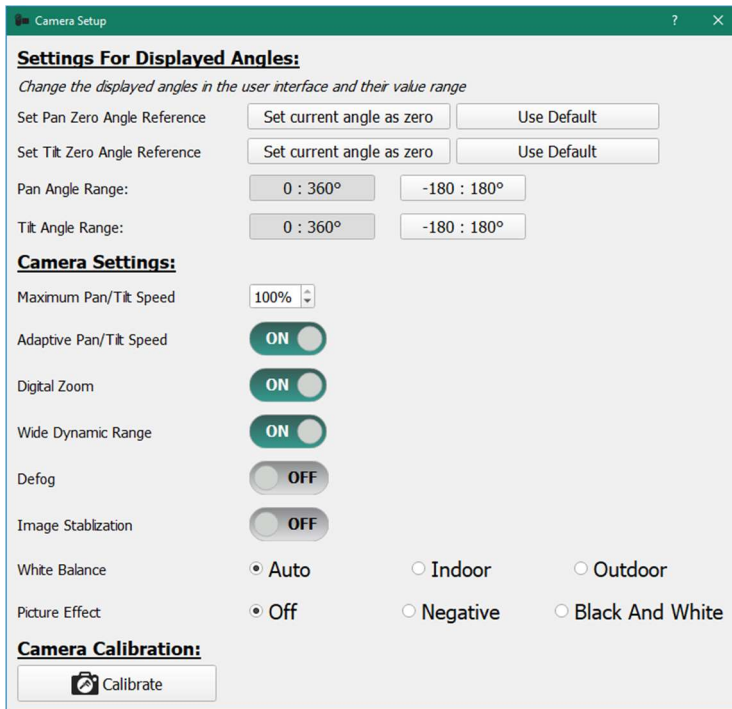 Camera Setup ? ×
Settings For Displayed Angles:
Change the displayed angles in the user interface and their value range
Set Pan Zero Angle Reference Set current angle as zero Use Default
Set Tilt Zero Angle Reference Set current angle as zero Use Default
Pan Angle Range: 0 : 360° -180 : 180°
Tilt Angle Range: 0 : 360° -180 : 180°
Camera Settings:
Maximum Pan/Tilt Speed 100%
Adaptive Pan/Tilt Speed ON
Digital Zoom ON
Wide Dynamic Range ON
Defog OFF
Image Stablization OFF
White Balance Auto Indoor Outdoor
Picture Effect Off Negative Black And White
Camera Calibration:
Calibrate